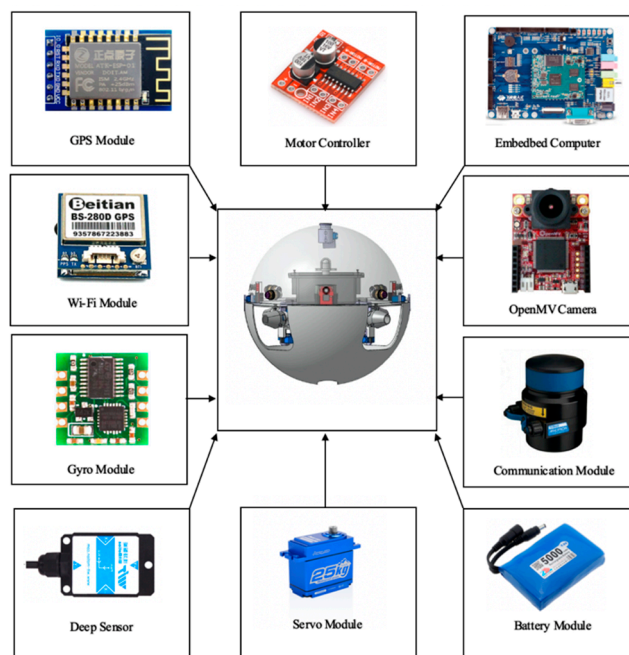 GPS Module
Motor Controller
Embedbed Computer
Beitian
BS-280D GPS
9357867223883
Wi-Fi Module
OpenMV Camera
Gyro Module
Communication Module
25kg
5000
Deep Sensor
Servo Module
Battery Module